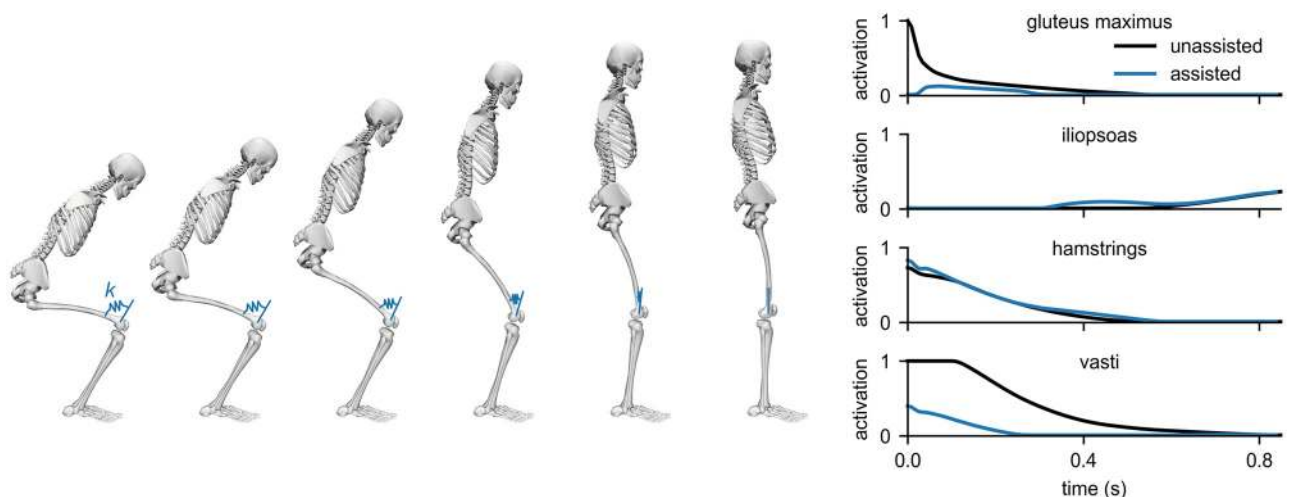 k
gluteus maximus
unassisted
assisted
activation
1
0
iliopsoas
activation
1
0
hamstrings
activation
1
0
vasti
activation
1
0
0.0 0.4 0.8
time (s)